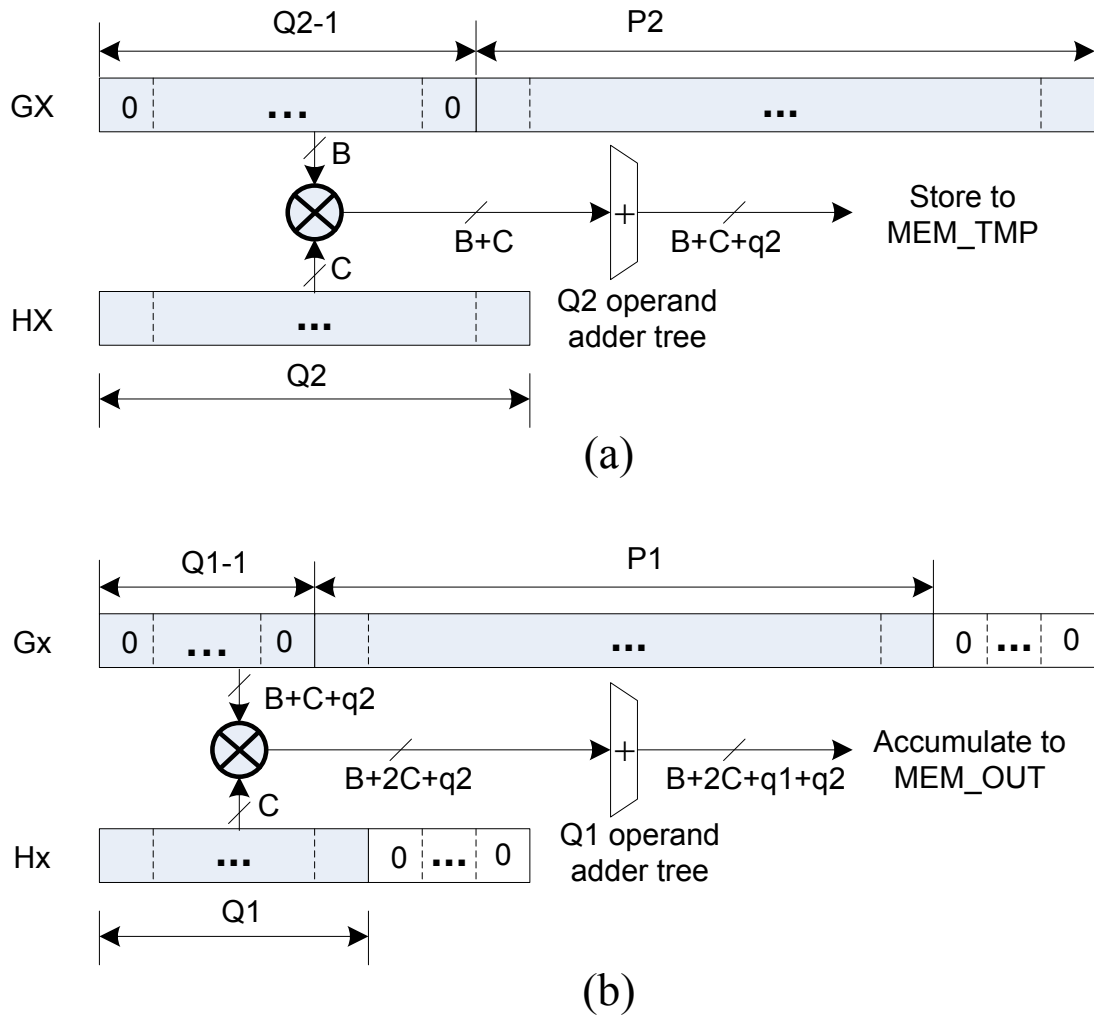 Q2-1 P2
GX 0 ... 0 ...
B
B+C
+
B+C+q2
Store to
MEM_TMP
C
HX ...
Q2 operand
adder tree
Q2
(a)
Q1-1 P1
Gx 0 ... 0 ... 0 ... 0
B+C+q2
B+2C+q2
+
B+2C+q1+q2
Accumulate to
MEM_OUT
C
Hx ... 0 ... 0
Q1 operand
adder tree
Q1
(b)